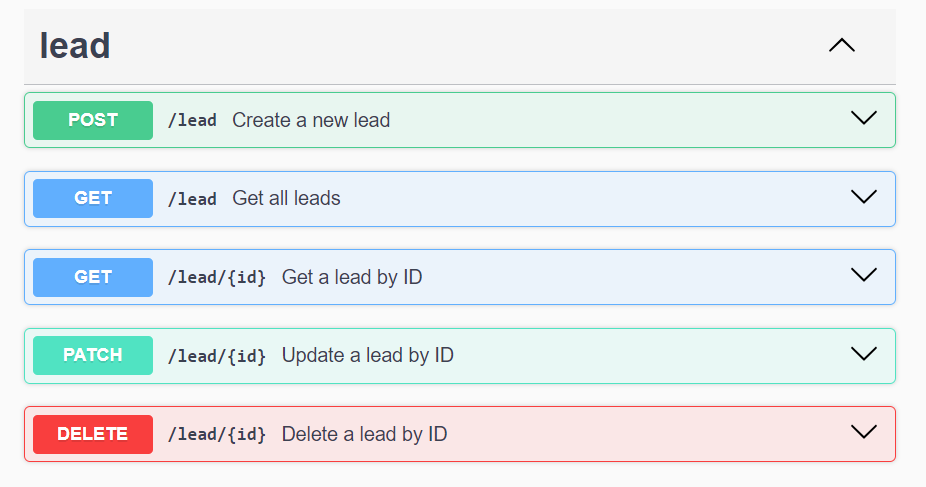 lead
POST /lead Create a new lead
GET /lead Get all leads
GET /lead/{id} Get a lead by ID
PATCH /lead/{id} Update a lead by ID
DELETE /lead/{id} Delete a lead by ID